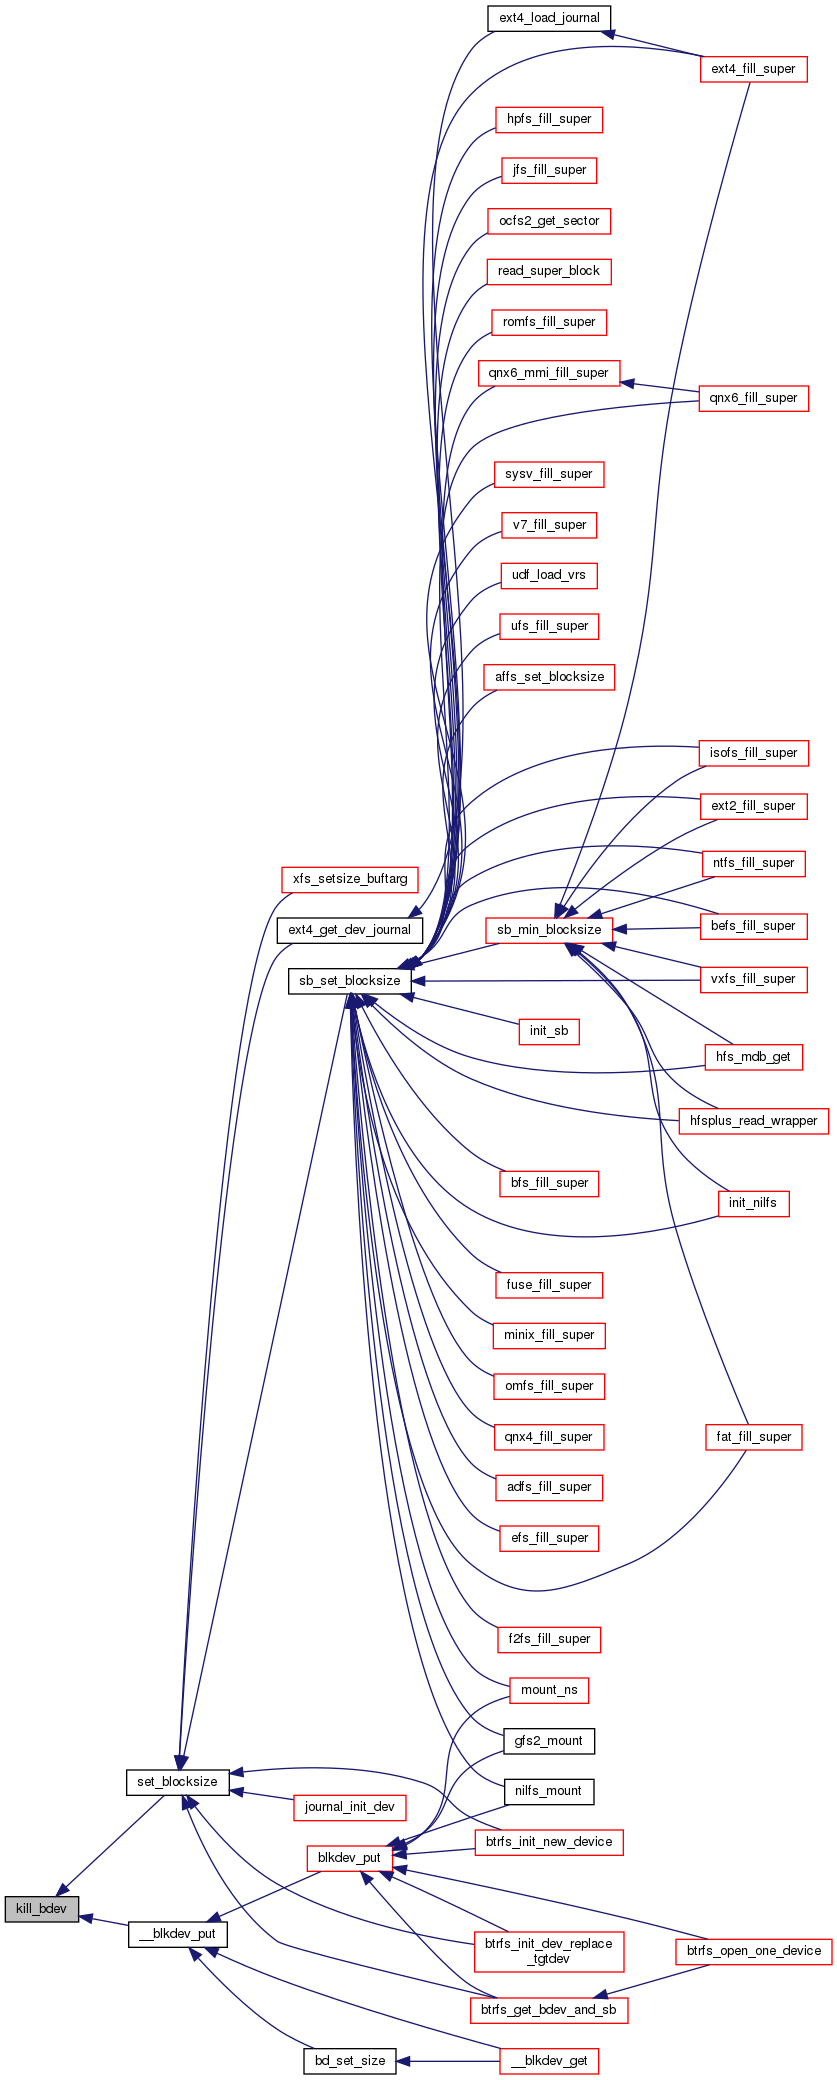 ext4_load_journal
ext4_fill_super
hpfs_fill_super
jfs_fill_super
ocfs2_get_sector
read_super_block
romfs_fill_super
qnx6_mmi_fill_super
qnx6_fill_super
sysv_fill_super
v7_fill_super
udf_load_vrs
ufs_fill_super
affs_set_blocksize
isofs_fill_super
ext2_fill_super
ntfs_fill_super
xfs_setsize_buftarg
befs_fill_super
ext4_get_dev_journal
sb_min_blocksize
sb_set_blocksize
vxfs_fill_super
init_sb
hfs_mdb_get
hfsplus_read_wrapper
bfs_fill_super
init_nilfs
fuse_fill_super
minix_fill_super
omfs_fill_super
qnx4_fill_super
fat_fill_super
adfs_fill_super
efs_fill_super
f2fs_fill_super
mount_ns
gfs2_mount
set_blocksize
nilfs_mount
journal_init_dev
btrfs_init_new_device
blkdev_put
kill_bdev
__blkdev_put
btrfs_init_dev_replace
_tgtdev
btrfs_open_one_device
btrfs_get_bdev_and_sb
bd_set_size
__blkdev_get